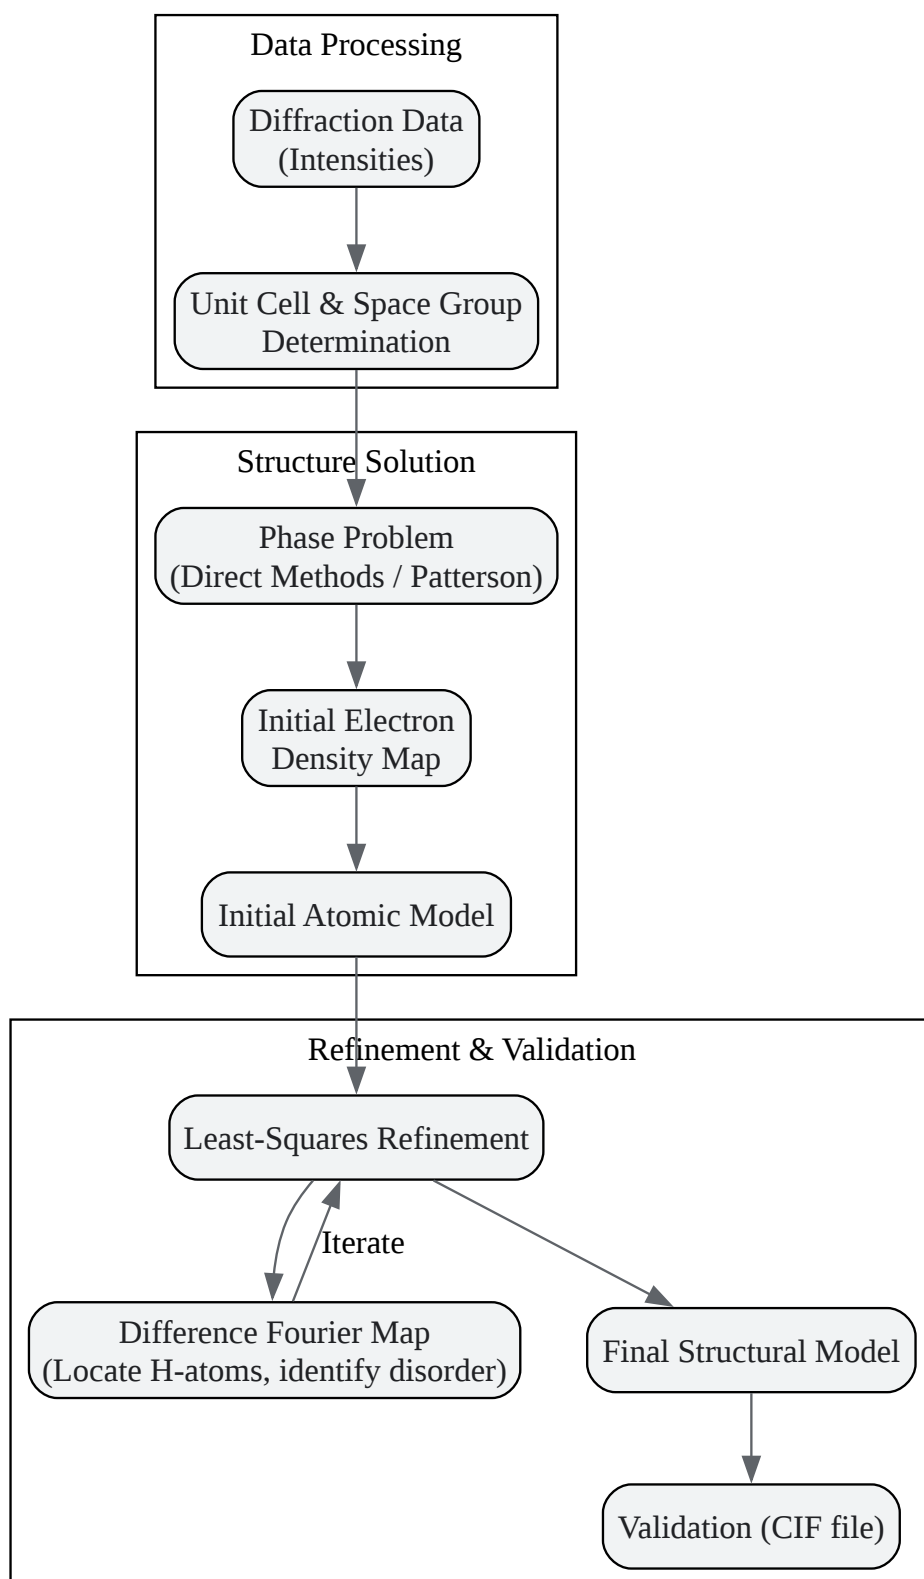 Data Processing
Diffraction Data
(Intensities)
Unit Cell & Space Group
Determination
Structure Solution
Phase Problem
(Direct Methods / Patterson)
Initial Electron
Density Map
Initial Atomic Model
Refinement & Validation
Least-Squares Refinement
Iterate
Difference Fourier Map
(Locate H-atoms, identify disorder)
Final Structural Model
Validation (CIF file)